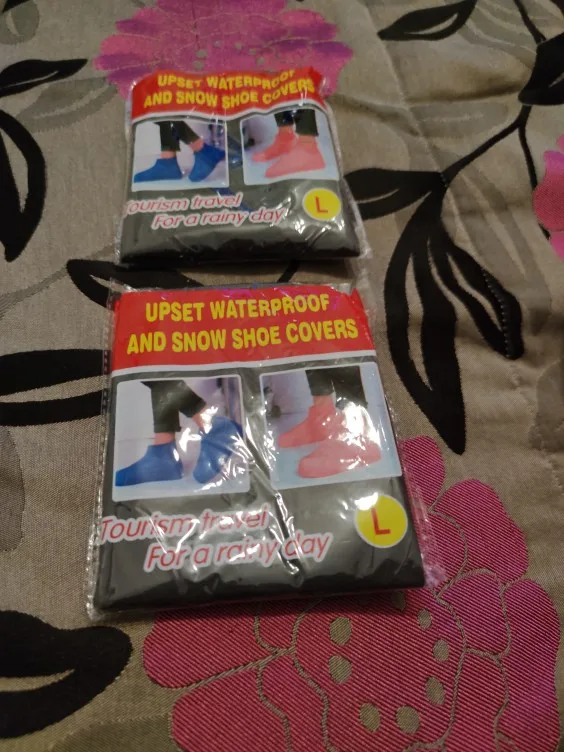 UPSET WATERPROOF
AND SNOW SHOE COVERS
Tourism travel
For a rainy day
L
UPSET WATERPROOF
AND SNOW SHOE COVERS
Tourism travel
For a rainy day
L